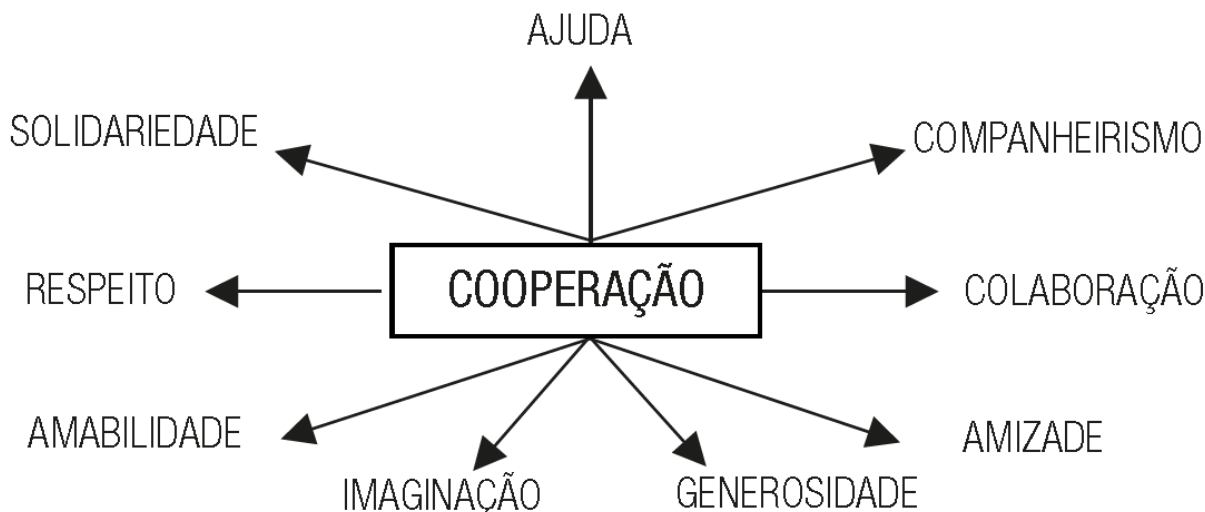 AJUDA
SOLIDARIEDADE
COMPANHEIRISMO
RESPEITO
COOPERAÇÃO
COLABORAÇÃO
AMABILIDADE
AMIZADE
IMAGINAÇÃO
GENEROSIDADE